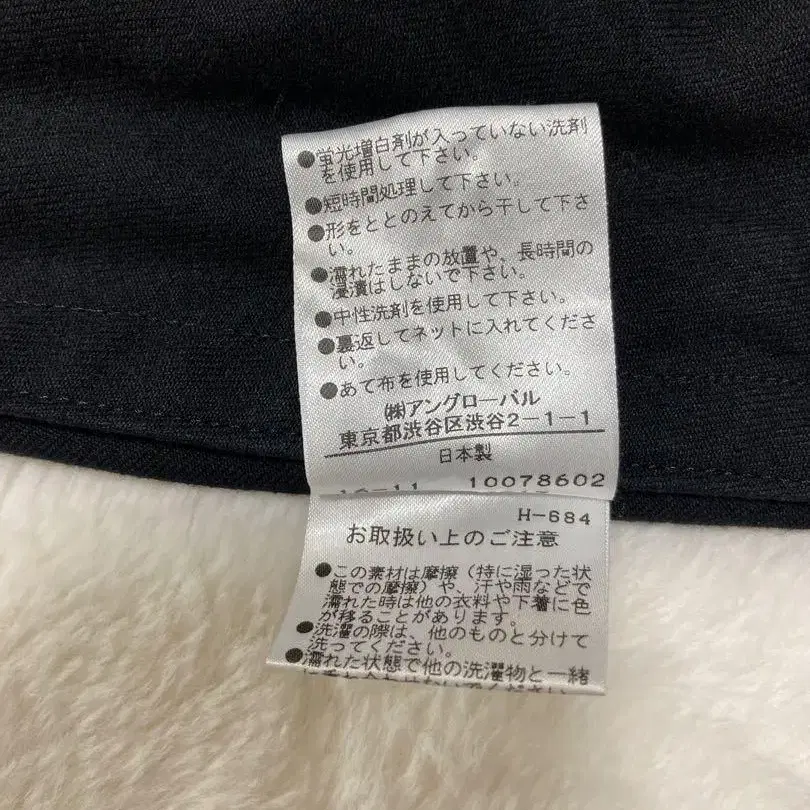 ●蛍光増白剤が入っていない洗剤
を使用して下さい。
●短時間処理して下さい。
●形をととのえてから干して下さ
い。
●濡れたままの放置や、長時間の
浸漬はしないで下さい。
●中性洗剤を使用して下さい。
●裏返してネットに入れてくださ
い。
●あて布を使用してください。
㈱アングローバル
東京都渋谷区渋谷2-1-1
日本製
10078602
H-684
お取扱い上のご注意
●この素材は摩擦（特に湿った状
態での摩擦）や、汗や雨などで
濡れた時は他の衣料や下着に色
が移ることがあります。
●洗濯の際は、他のものと分けて
洗ってください。
●濡れた状態で他の洗濯物と一緒